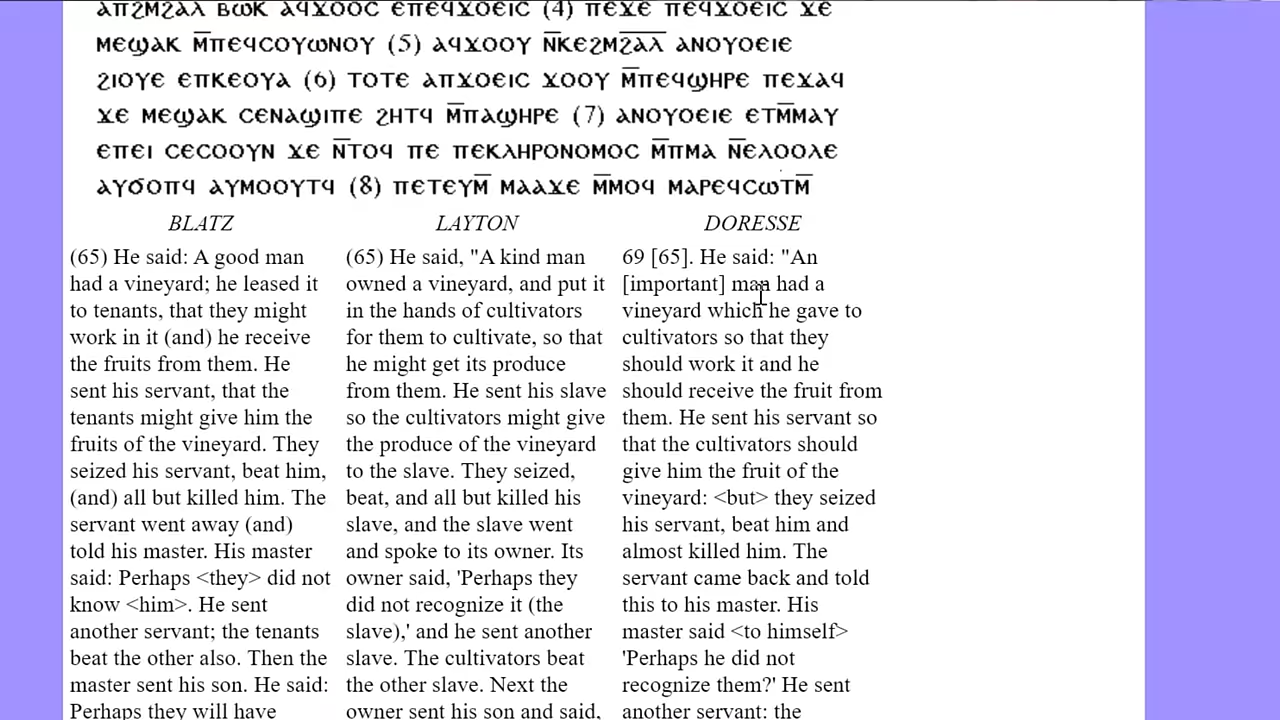 ⲁⲡϩⲙϩⲁⲗ ⲃⲱⲕ ⲁϥϫⲟⲟⲥ ⲉⲡⲉϥϫⲟⲉⲓⲥ (4) ⲡⲉϫⲉ ⲡⲉϥϫⲟⲉⲓⲥ ϫⲉ
ⲙⲉϣⲁⲕ ⲙ̅ⲡⲉϥⲥⲟⲩⲱⲛⲟⲩ (5) ⲁϥϫⲟⲟⲩ ⲛ̅ⲕⲉϩⲙϩ̅ⲁ̅ⲗ̅ ⲁⲛⲟⲩⲟⲉⲓⲉ
ϩⲓⲟⲩⲉ ⲉⲡⲕⲉⲟⲩⲁ (6) ⲧⲟⲧⲉ ⲁⲡϫⲟⲉⲓⲥ ϫⲟⲟⲩ ⲙ̅ⲡⲉϥϣⲏⲣⲉ ⲡⲉϫⲁϥ
ϫⲉ ⲙⲉϣⲁⲕ ⲥⲉⲛⲁϣⲓⲡⲉ ϩⲏⲧϥ ⲙ̅ⲡⲁϣⲏⲣⲉ (7) ⲁⲛⲟⲩⲟⲉⲓⲉ ⲉⲧⲙ̅ⲙⲁⲩ
ⲉⲡⲉⲓ ⲥⲉⲥⲟⲟⲩⲛ ϫⲉ ⲛ̅ⲧⲟϥ ⲡⲉ ⲡⲉⲕⲗⲏⲣⲟⲛⲟⲙⲟⲥ ⲙ̅ⲡⲙⲁ ⲛ̅ⲉⲗⲟⲟⲗⲉ
ⲁⲩϭⲟⲡϥ ⲁⲩⲙⲟⲟⲩⲧϥ (8) ⲡⲉⲧⲉⲩⲙ̅ ⲙⲁⲁϫⲉ ⲙ̅ⲙⲟϥ ⲙⲁⲣⲉϥⲥⲱⲧⲙ̅
BLATZ
(65) He said: A good man
had a vineyard; he leased it
to tenants, that they might
work in it (and) he receive
the fruits from them. He
sent his servant, that the
tenants might give him the
fruits of the vineyard. They
seized his servant, beat him,
(and) all but killed him. The
servant went away (and)
told his master. His master
said: Perhaps <they> did not
know <him>. He sent
another servant; the tenants
beat the other also. Then the
master sent his son. He said:
Perhaps they will have
LAYTON
(65) He said, "A kind man
owned a vineyard, and put it
in the hands of cultivators
for them to cultivate, so that
he might get its produce
from them. He sent his slave
so the cultivators might give
the produce of the vineyard
to the slave. They seized,
beat, and all but killed his
slave, and the slave went
and spoke to its owner. Its
owner said, 'Perhaps they
did not recognize it (the
slave),' and he sent another
slave. The cultivators beat
the other slave. Next the
owner sent his son and said,
DORESSE
69 [65]. He said: "An
[important] man had a
vineyard which he gave to
cultivators so that they
should work it and he
should receive the fruit from
them. He sent his servant so
that the cultivators should
give him the fruit of the
vineyard: <but> they seized
his servant, beat him and
almost killed him. The
servant came back and told
this to his master. His
master said <to himself>
'Perhaps he did not
recognize them?' He sent
another servant: the